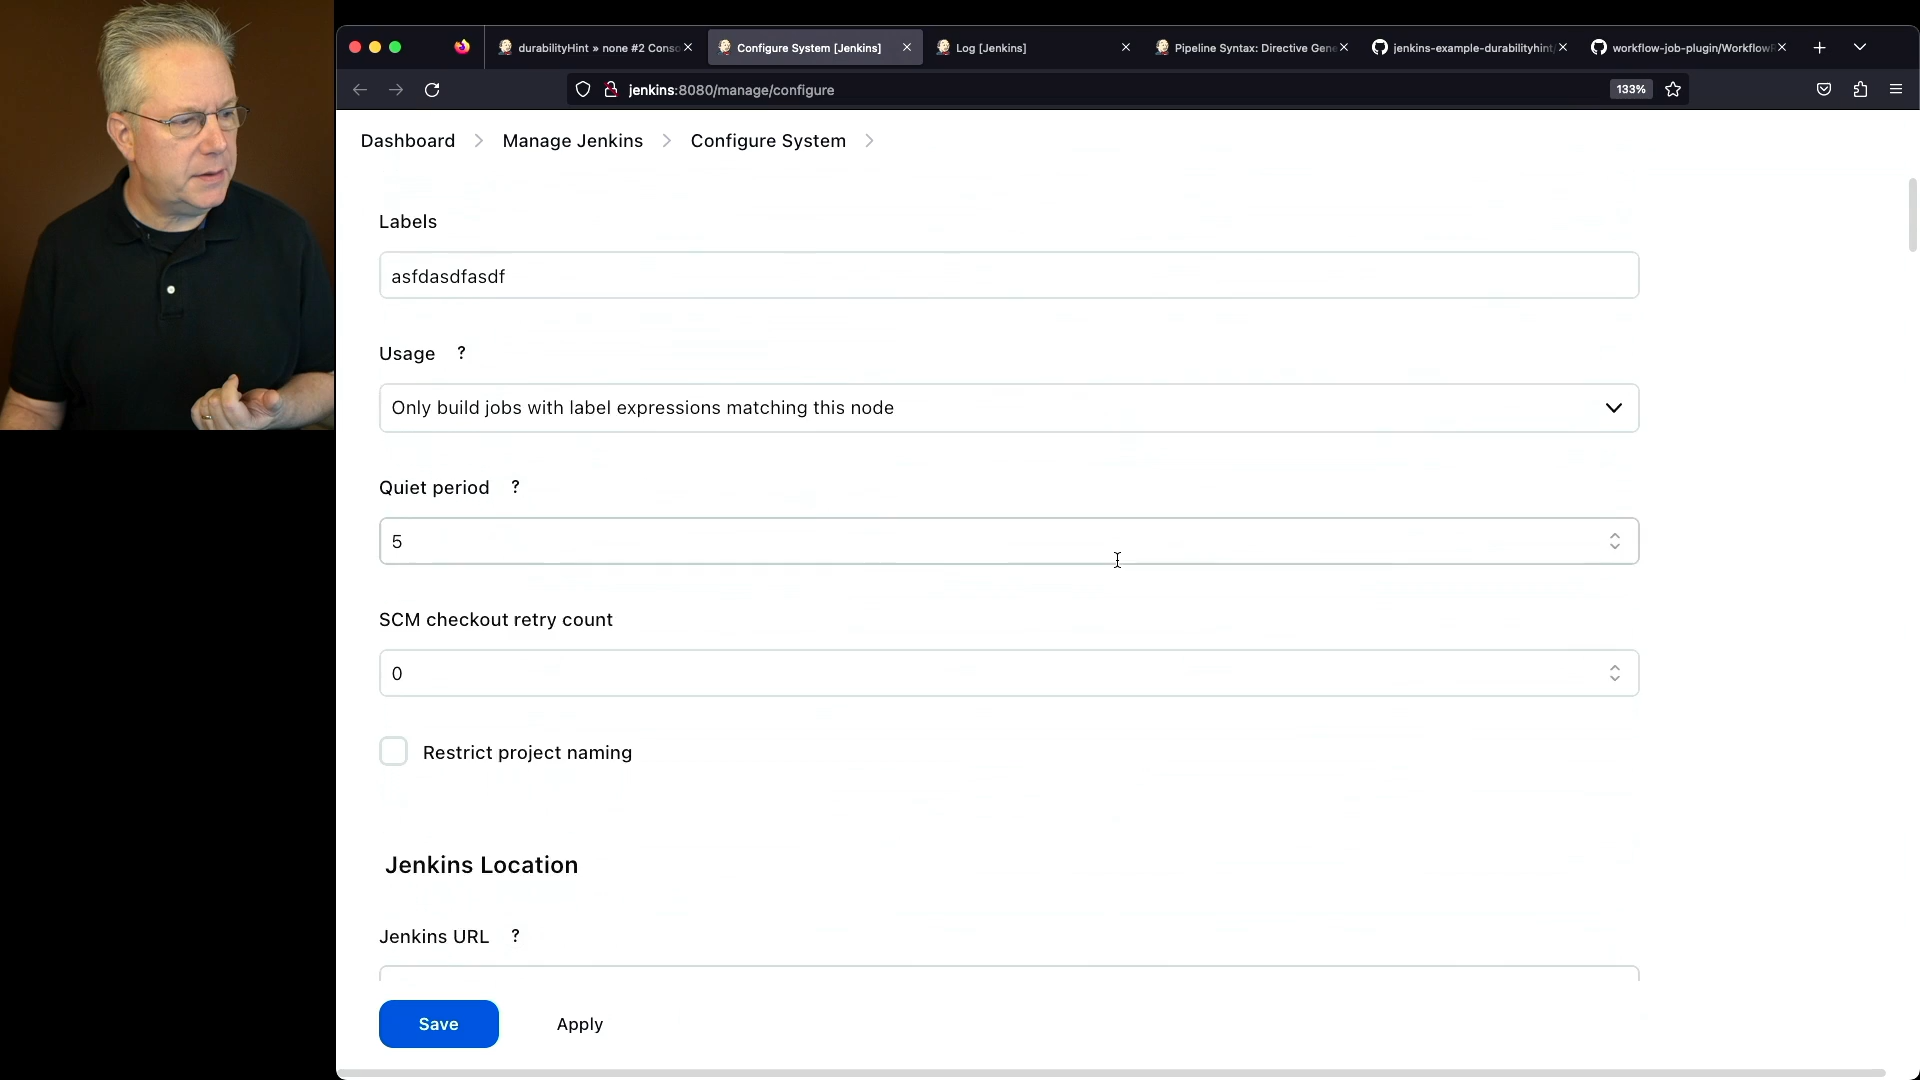 durabilityHint » none #2 Conso
Configure System [Jenkins]
Log [Jenkins]
Pipeline Syntax: Directive Gene
jenkins-example-durabilityhint
workflow-job-plugin/Workflow
jenkins:8080/manage/configure
133%
Dashboard
Manage Jenkins
Configure System
Labels
asfdasdfasdf
Usage ?
Only build jobs with label expressions matching this node
Quiet period ?
5
SCM checkout retry count
0
Restrict project naming
Jenkins Location
Jenkins URL ?
Save
Apply